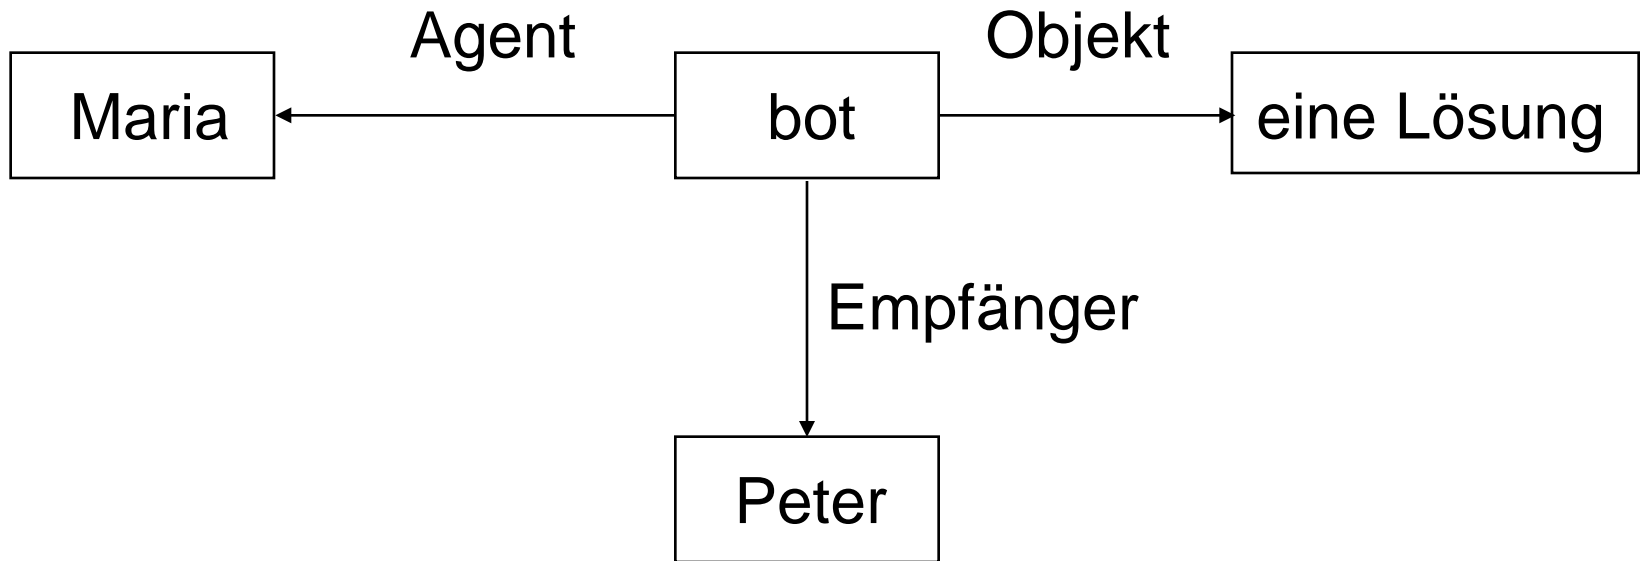 Agent
Objekt
Maria
bot
eine Lösung
Empfänger
Peter